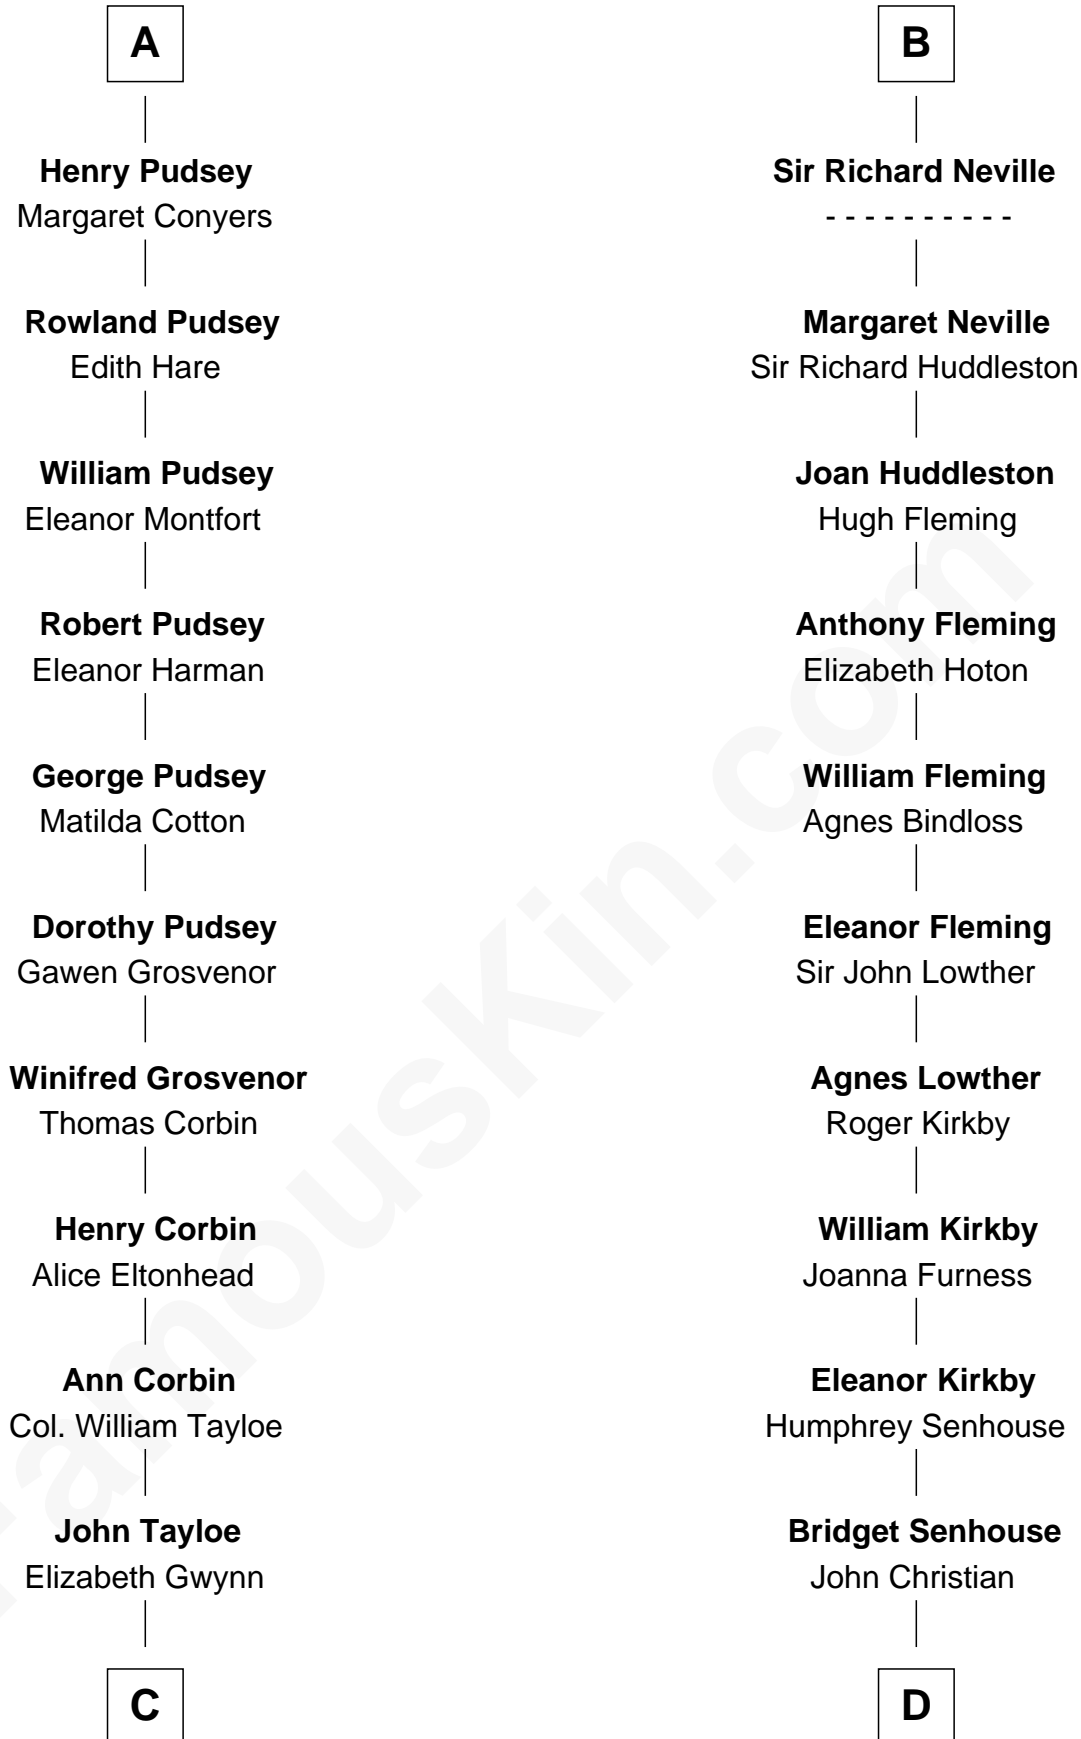 A
Henry Pudsey
Margaret Conyers
Rowland Pudsey
Edith Hare
William Pudsey
Eleanor Montfort
Robert Pudsey
Eleanor Harman
George Pudsey
Matilda Cotton
Dorothy Pudsey
Gawen Grosvenor
Winifred Grosvenor
Thomas Corbin
Henry Corbin
Alice Eltonhead
Ann Corbin
Col. William Tayloe
John Tayloe
Elizabeth Gwynn
C
B
Sir Richard Neville
- - - - - - - - - -
Margaret Neville
Sir Richard Huddleston
Joan Huddleston
Hugh Fleming
Anthony Fleming
Elizabeth Hoton
William Fleming
Agnes Bindloss
Eleanor Fleming
Sir John Lowther
Agnes Lowther
Roger Kirkby
William Kirkby
Joanna Furness
Eleanor Kirkby
Humphrey Senhouse
Bridget Senhouse
John Christian
D
FamousKin.com